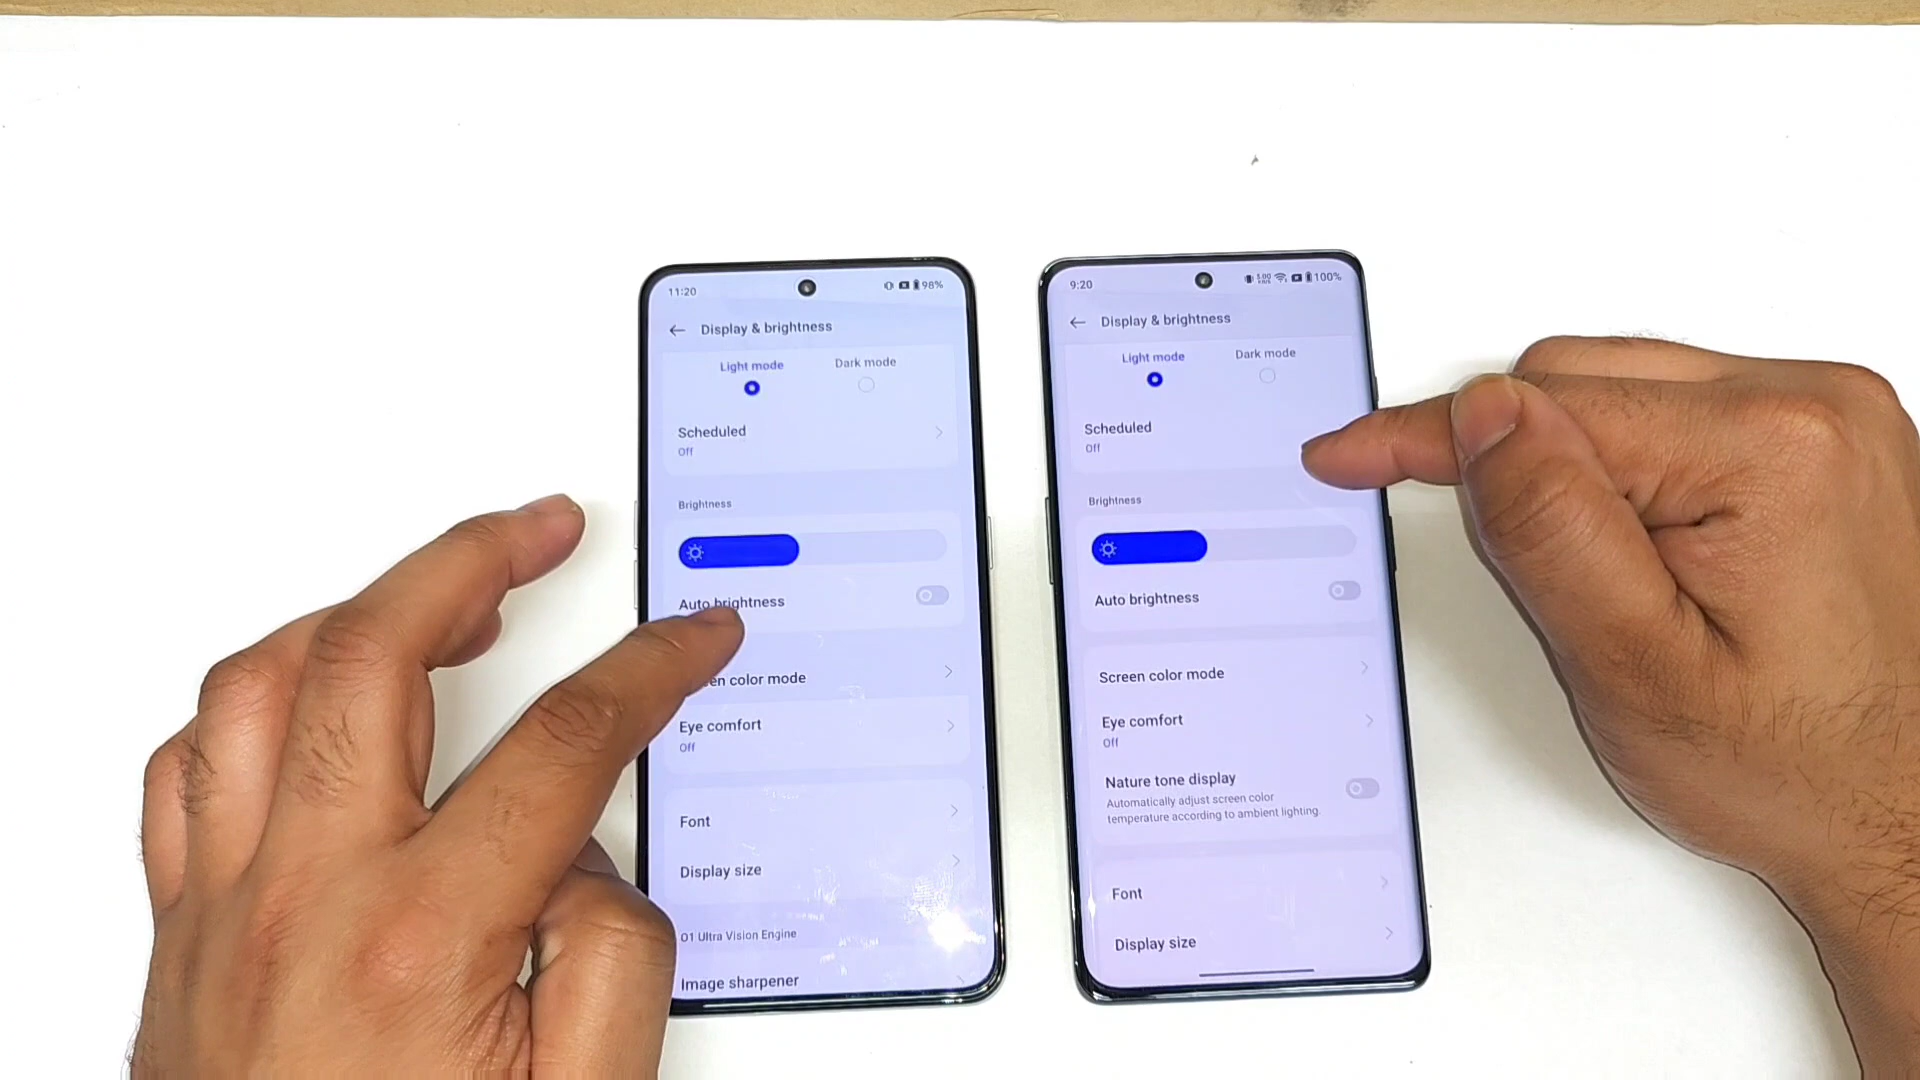 11:20
98%
Display & brightness
Light mode
Dark mode
Scheduled
Off
Brightness
Auto brightness
en color mode
Eye comfort
Off
Font
Display size
O1 Ultra Vision Engine
Image sharpener
9:20
100%
Display & brightness
Light mode
Dark mode
Scheduled
Off
Brightness
Auto brightness
Screen color mode
Eye comfort
Off
Nature tone display
Automatically adjust screen color
temperature according to ambient lighting.
Font
Display size